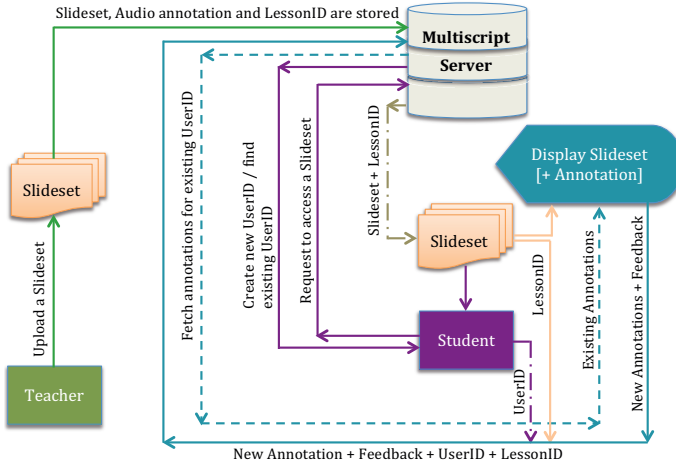 Slideset, Audio annotation and LessonID are stored
Multiscript
Server
Slideset
Upload a Slideset
Teacher
Fetch annotations for existing UserID
Create new UserID / find
existing UserID
Request to access a Slideset
Slideset + LessonID
Display Slideset
[+ Annotation]
Slideset
Student
UserID
LessonID
Existing Annotations
New Annotations + Feedback
New Annotation + Feedback + UserID + LessonID